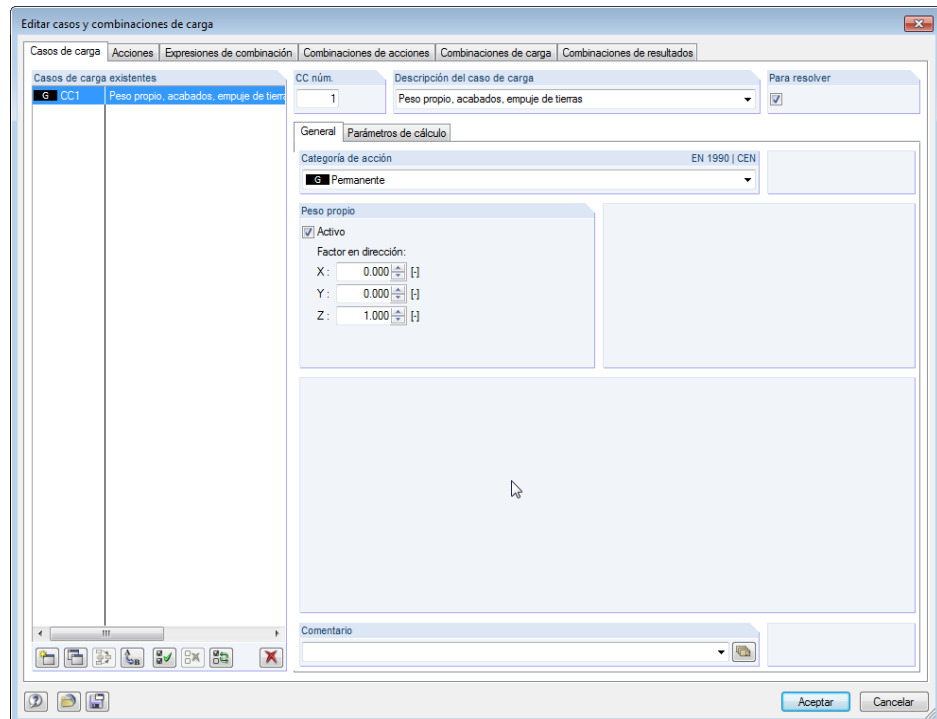 Editar casos y combinaciones de carga
Casos de carga
Acciones
Expresiones de combinación
Combinaciones de acciones
Combinaciones de carga
Combinaciones de resultados
Casos de carga existentes
G CC1 Peso propio, acabados, empuje de tierra
CC núm.
1
Descripción del caso de carga
Peso propio, acabados, empuje de tierras
Para resolver
General
Parámetros de cálculo
Categoría de acción
EN 1990 | CEN
G Permanente
Peso propio
Activo
Factor en dirección:
X : 0.000 [-]
Y : 0.000 [-]
Z : 1.000 [-]
Comentario
Aceptar
Cancelar